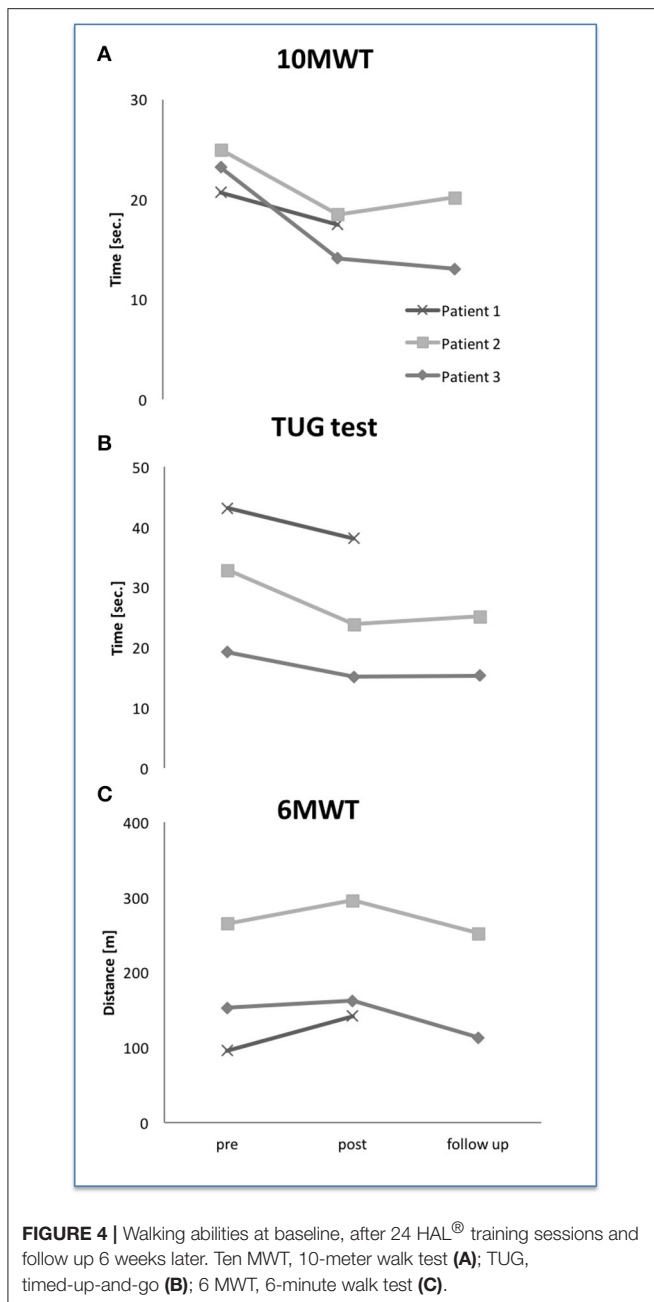 A
10MWT
30
20
10
0
Time [sec.]
Patient 1
Patient 2
Patient 3
TUG test
B
50
40
30
20
10
0
Time [sec.]
C
6MWT
400
300
200
100
0
Distance [m]
pre post follow up
FIGURE 4 | Walking abilities at baseline, after 24 HAL® training sessions and
follow up 6 weeks later. Ten MWT, 10-meter walk test (A); TUG,
timed-up-and-go (B); 6 MWT, 6-minute walk test (C).